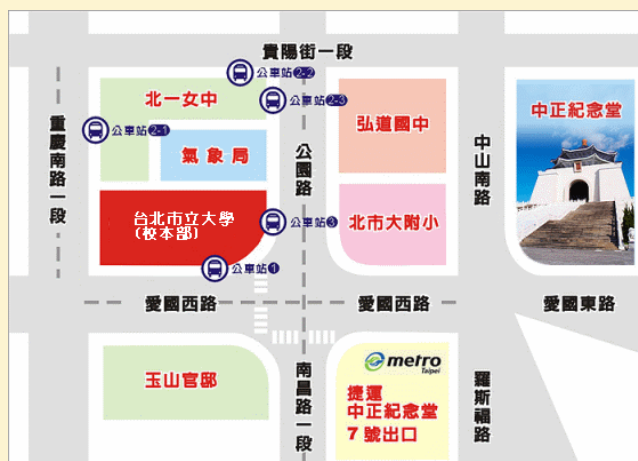 貴陽街一段
公車站2-2
北一女中
公車站2-3
中正紀念堂
弘道國中
公車站2-1
重慶南路一段
氣象局
公園路
中山南路
台北市立大學
(校本部)
公車站3
北市大附小
公車站1
愛國西路
愛國西路
愛國東路
metro
Taipei
玉山官邸
南昌路一段
捷運
中正紀念堂
7號出口
羅斯福路